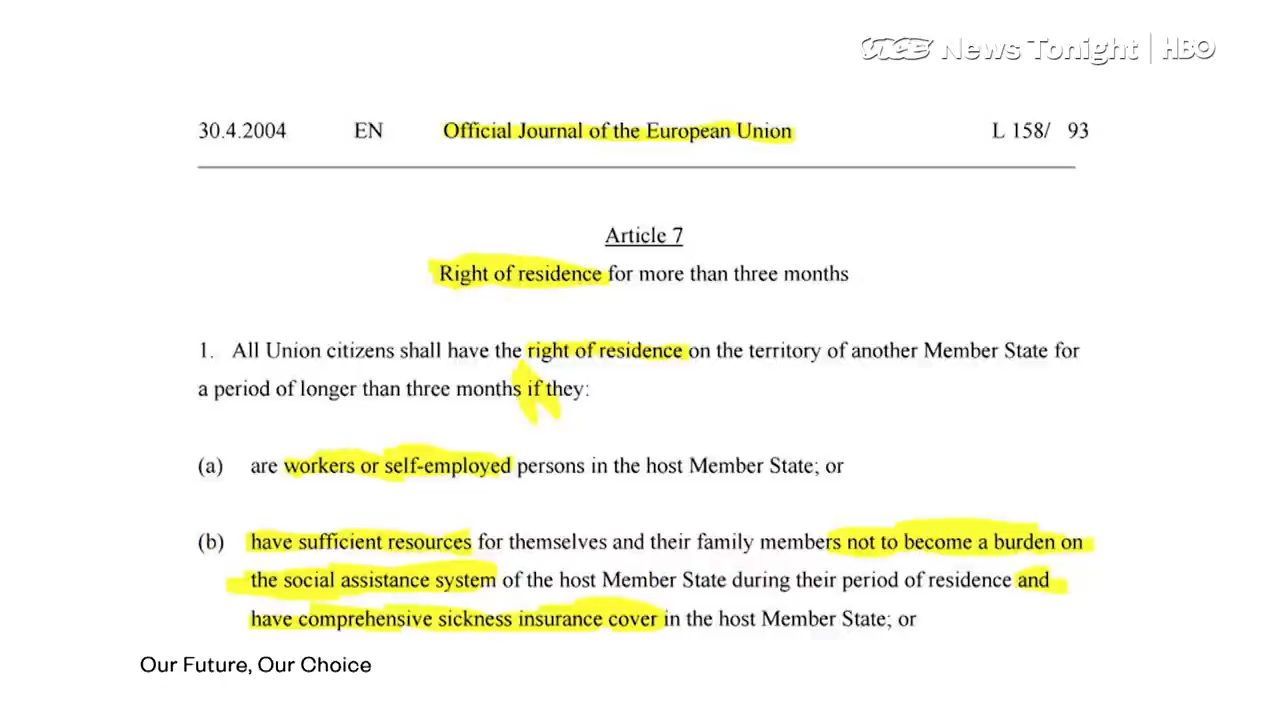 VICE News Tonight | HBO
30.4.2004 EN Official Journal of the European Union L 158/ 93
Article 7
Right of residence for more than three months
1. All Union citizens shall have the right of residence on the territory of another Member State for
a period of longer than three months if they:
(a) are workers or self-employed persons in the host Member State; or
(b) have sufficient resources for themselves and their family members not to become a burden on
the social assistance system of the host Member State during their period of residence and
have comprehensive sickness insurance cover in the host Member State; or
Our Future, Our Choice